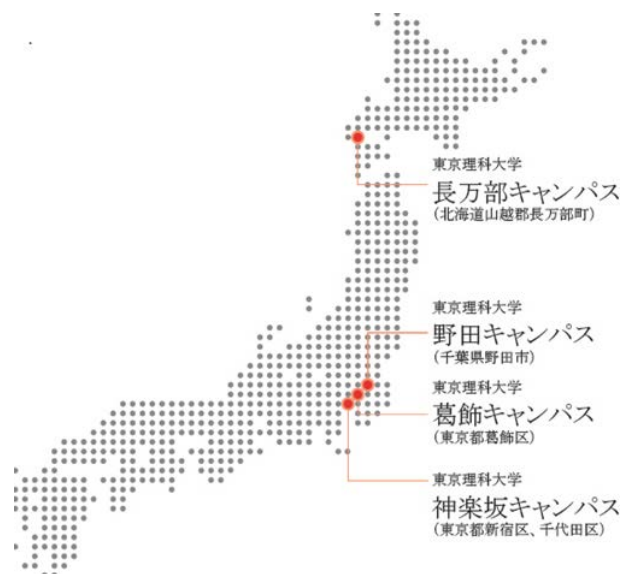 東京理科大学
長万部キャンパス
(北海道山越郡長万部町)
東京理科大学
野田キャンパス
(千葉県野田市)
東京理科大学
葛飾キャンパス
(東京都葛飾区)
東京理科大学
神楽坂キャンパス
(東京都新宿区、千代田区)